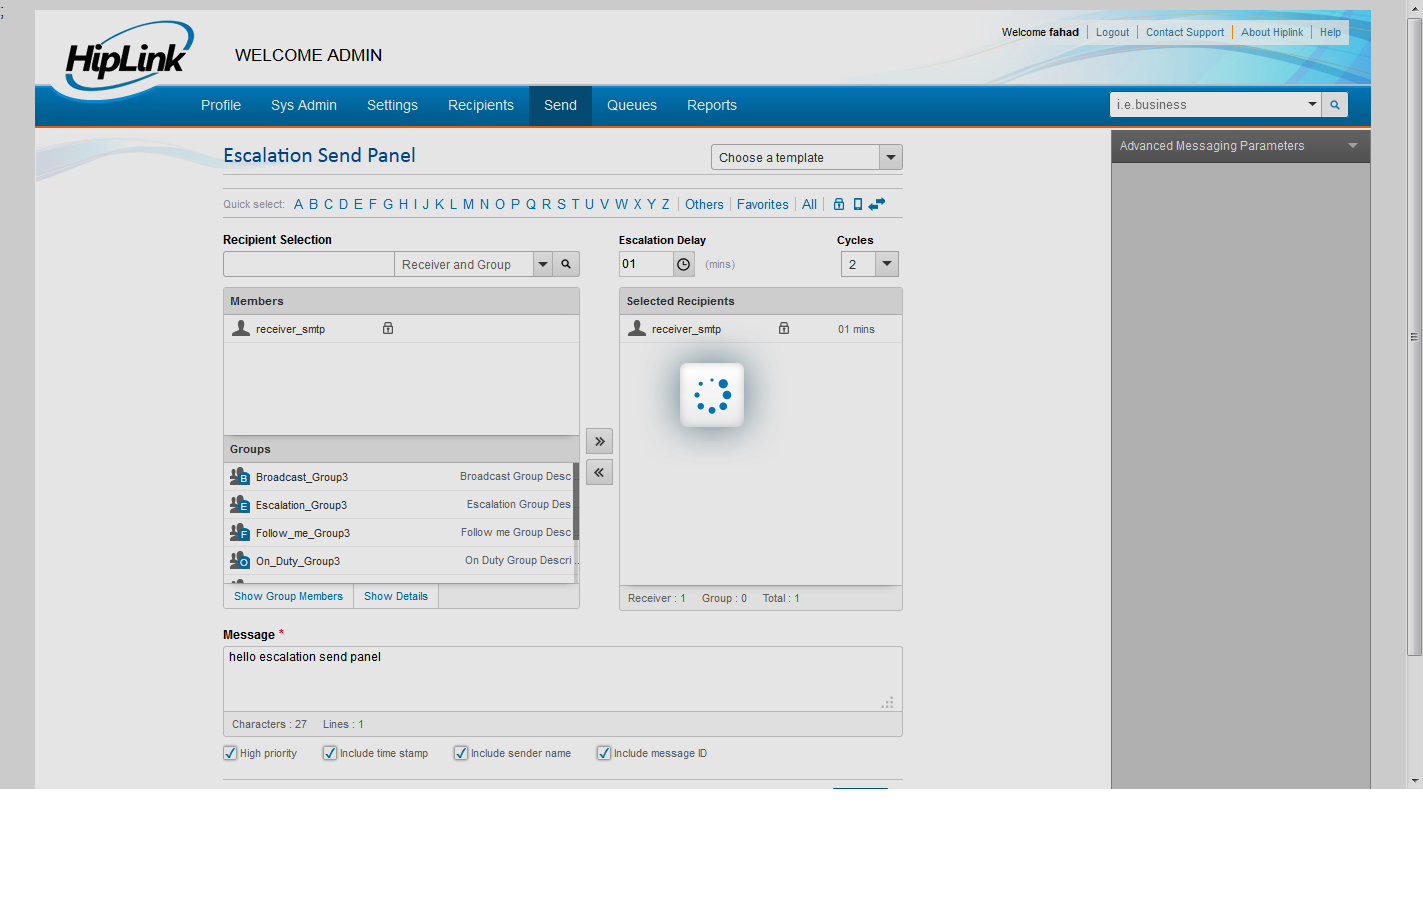 ;
HipLink
WELCOME ADMIN
Welcome fahad Logout Contact Support About Hiplink Help
Profile Sys Admin Settings Recipients Send Queues Reports
i.e.business
Escalation Send Panel
Choose a template
Advanced Messaging Parameters
Quick select: A B C D E F G H I J K L M N O P Q R S T U V W X Y Z Others Favorites All
Recipient Selection
Receiver and Group
Escalation Delay
01 (mins)
Cycles
2
Members
receiver_smtp
Groups
B Broadcast_Group3 Broadcast Group Desc ..
E Escalation_Group3 Escalation Group Des
F Follow_me_Group3 Follow me Group Desc ..
O On_Duty_Group3 On Duty Group Descri ..
Show Group Members Show Details
Selected Recipients
receiver_smtp 01 mins
Receiver : 1 Group : 0 Total : 1
Message *
hello escalation send panel
Characters : 27 Lines : 1
High priority Include time stamp Include sender name Include message ID